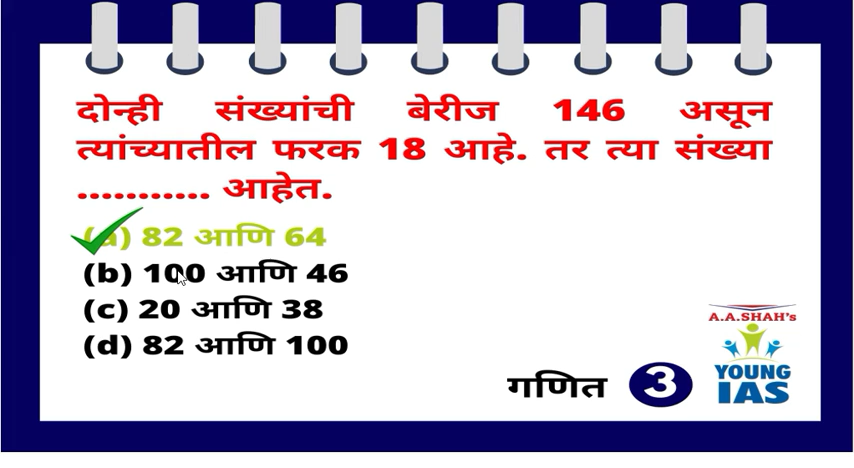 दोन्ही संख्यांची बेरीज 146 असून
त्यांच्यातील फरक 18 आहे. तर त्या संख्या
........... आहेत.
(a) 82 आणि 64
(b) 100 आणि 46
(c) 20 आणि 38
(d) 82 आणि 100
गणित 3
A.A.SHAH's
YOUNG
IAS